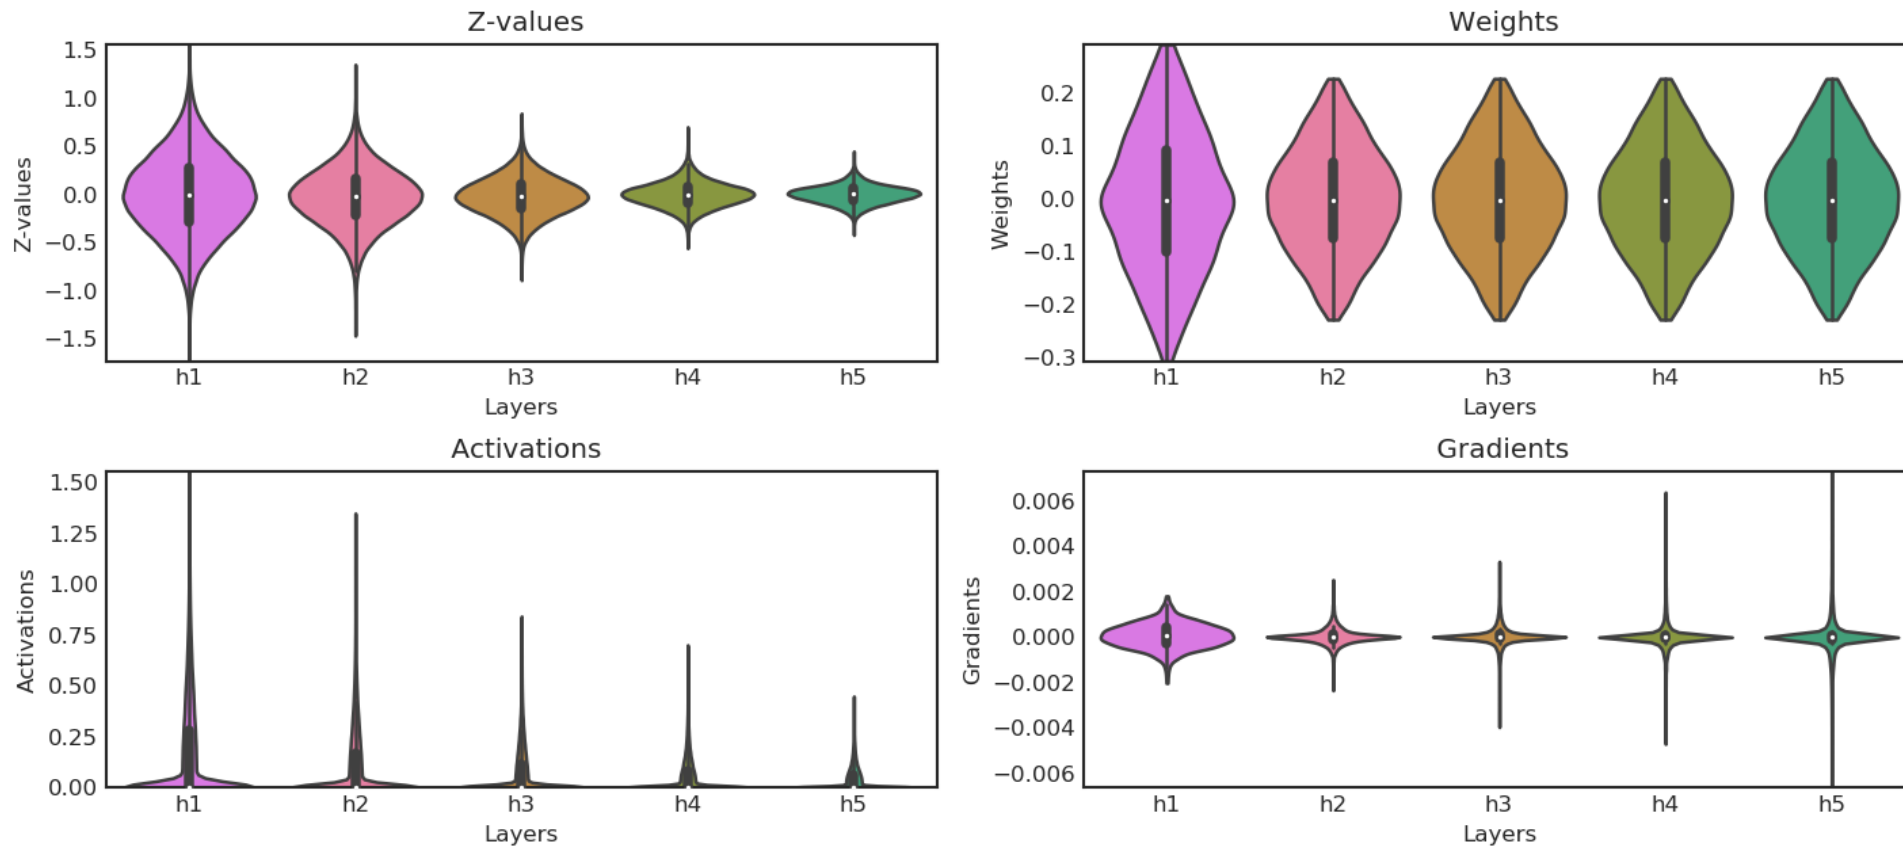 Z-values
Z-values
1.5
1.0
0.5
0.0
−0.5
−1.0
−1.5
h1 h2 h3 h4 h5
Layers
Weights
Weights
0.2
0.1
0.0
−0.1
−0.2
−0.3
h1 h2 h3 h4 h5
Layers
Activations
Activations
1.50
1.25
1.00
0.75
0.50
0.25
0.00
h1 h2 h3 h4 h5
Layers
Gradients
Gradients
0.006
0.004
0.002
0.000
−0.002
−0.004
−0.006
h1 h2 h3 h4 h5
Layers